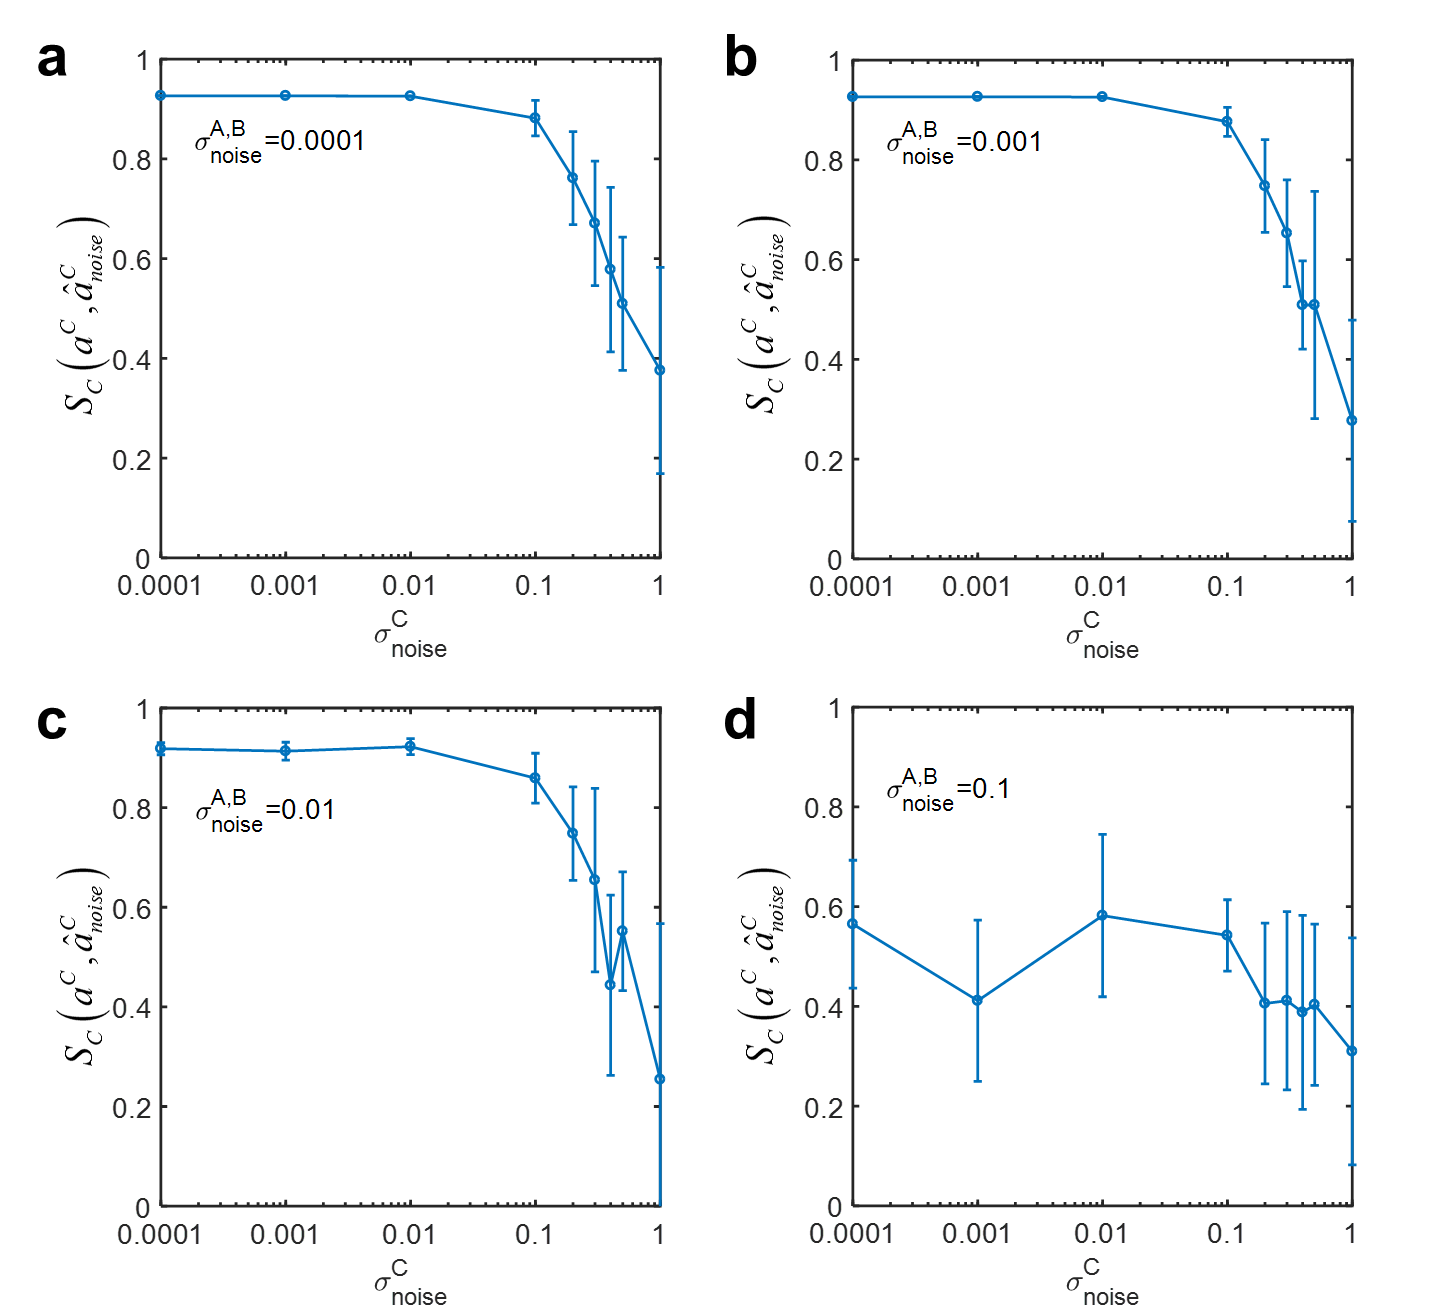 a
1
0.8
0.6
0.4
0.2
0
0.0001 0.001 0.01 0.1 1
σ^{A,B}_{noise}=0.0001
S_C(a^C, â^C_{noise})
σ^C_{noise}
b
1
0.8
0.6
0.4
0.2
0
0.0001 0.001 0.01 0.1 1
σ^{A,B}_{noise}=0.001
S_C(a^C, â^C_{noise})
σ^C_{noise}
c
1
0.8
0.6
0.4
0.2
0
0.0001 0.001 0.01 0.1 1
σ^{A,B}_{noise}=0.01
S_C(a^C, â^C_{noise})
σ^C_{noise}
d
1
0.8
0.6
0.4
0.2
0
0.0001 0.001 0.01 0.1 1
σ^{A,B}_{noise}=0.1
S_C(a^C, â^C_{noise})
σ^C_{noise}